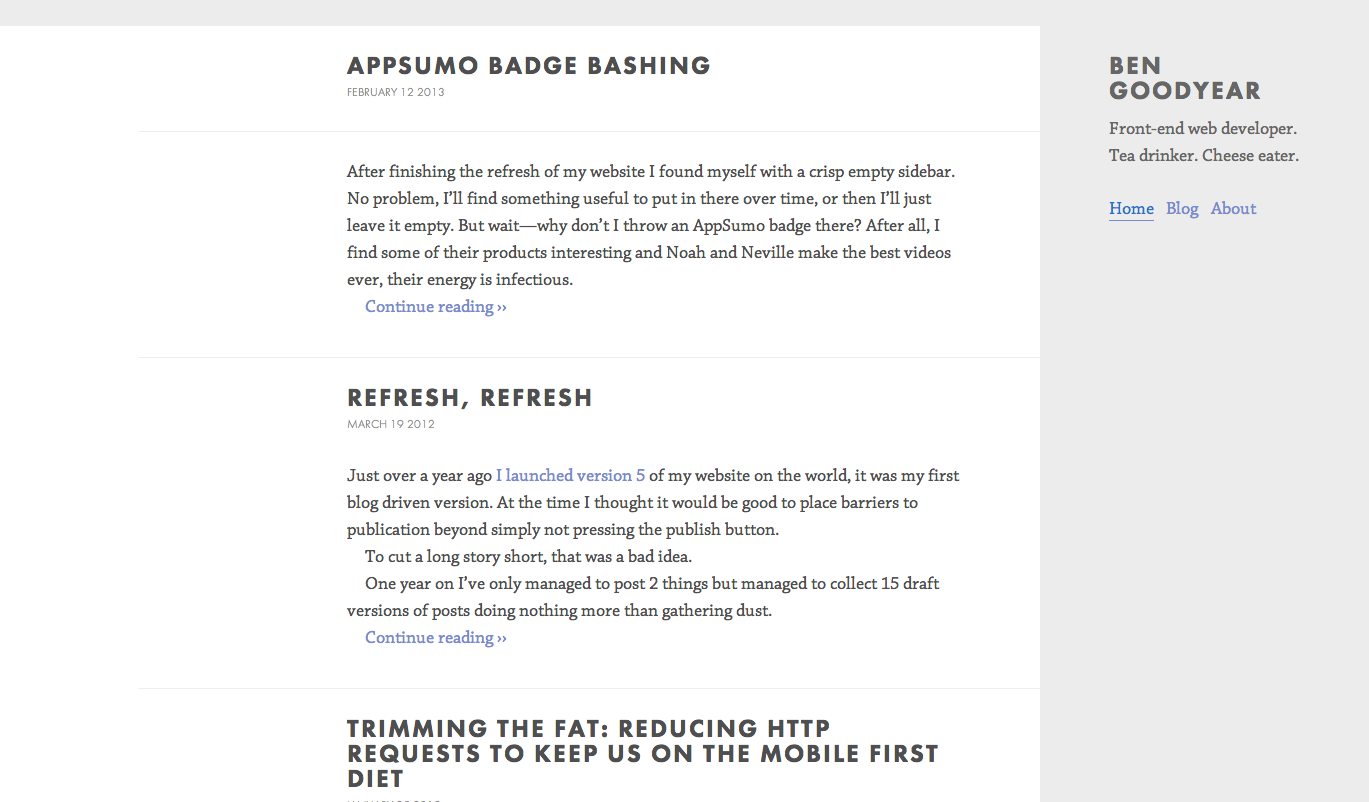 APPSUMO BADGE BASHING
FEBRUARY 12 2013
After finishing the refresh of my website I found myself with a crisp empty sidebar.
No problem, I’ll find something useful to put in there over time, or then I’ll just
leave it empty. But wait—why don’t I throw an AppSumo badge there? After all, I
find some of their products interesting and Noah and Neville make the best videos
ever, their energy is infectious.
Continue reading ››
REFRESH, REFRESH
MARCH 19 2012
Just over a year ago I launched version 5 of my website on the world, it was my first
blog driven version. At the time I thought it would be good to place barriers to
publication beyond simply not pressing the publish button.
To cut a long story short, that was a bad idea.
One year on I’ve only managed to post 2 things but managed to collect 15 draft
versions of posts doing nothing more than gathering dust.
Continue reading ››
TRIMMING THE FAT: REDUCING HTTP
REQUESTS TO KEEP US ON THE MOBILE FIRST
DIET
BEN
GOODYEAR
Front-end web developer.
Tea drinker. Cheese eater.
Home Blog About